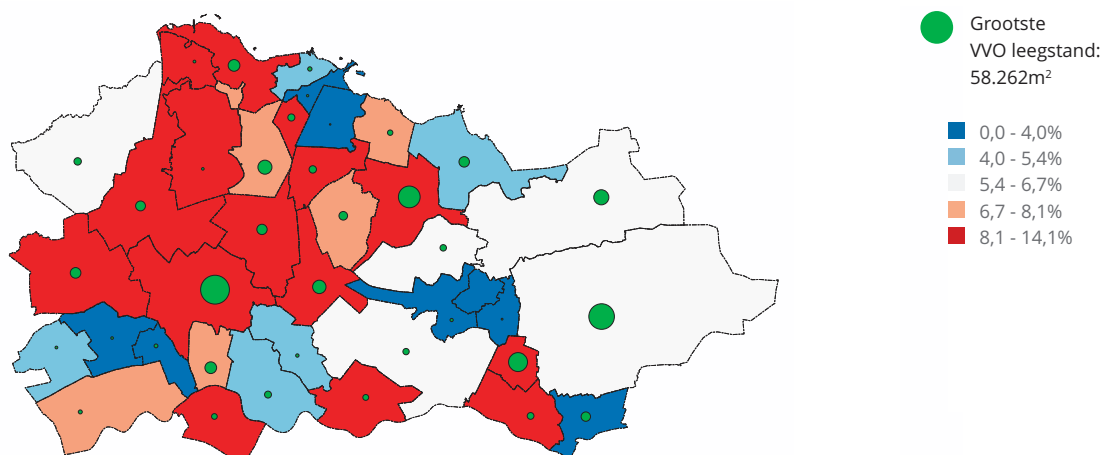 Grootste
VVO leegstand:
58.262m²
0,0 - 4,0%
4,0 - 5,4%
5,4 - 6,7%
6,7 - 8,1%
8,1 - 14,1%